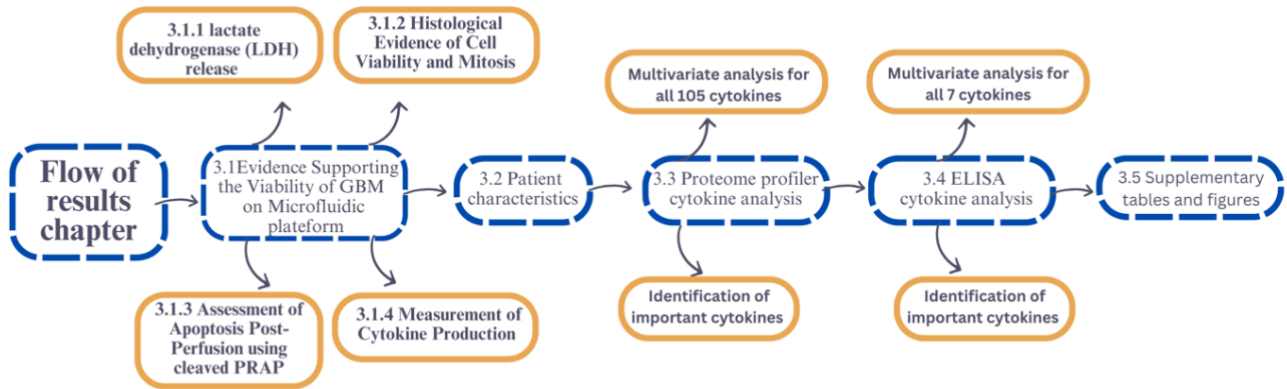 3.1.1 lactate
dehydrogenase (LDH)
release
3.1.2 Histological
Evidence of Cell
Viability and Mitosis
Multivariate analysis for
all 105 cytokines
Multivariate analysis for
all 7 cytokines
Flow of
results
chapter
3.1Evidence Supporting
the Viability of GBM
on Microfluidic
plateform
3.2 Patient
characteristics
3.3 Proteome profiler
cytokine analysis
3.4 ELISA
cytokine analysis
3.5 Supplementary
tables and figures
3.1.3 Assessment of
Apoptosis Post-
Perfusion using
cleaved PRAP
3.1.4 Measurement of
Cytokine Production
Identification of
important cytokines
Identification of
important cytokines